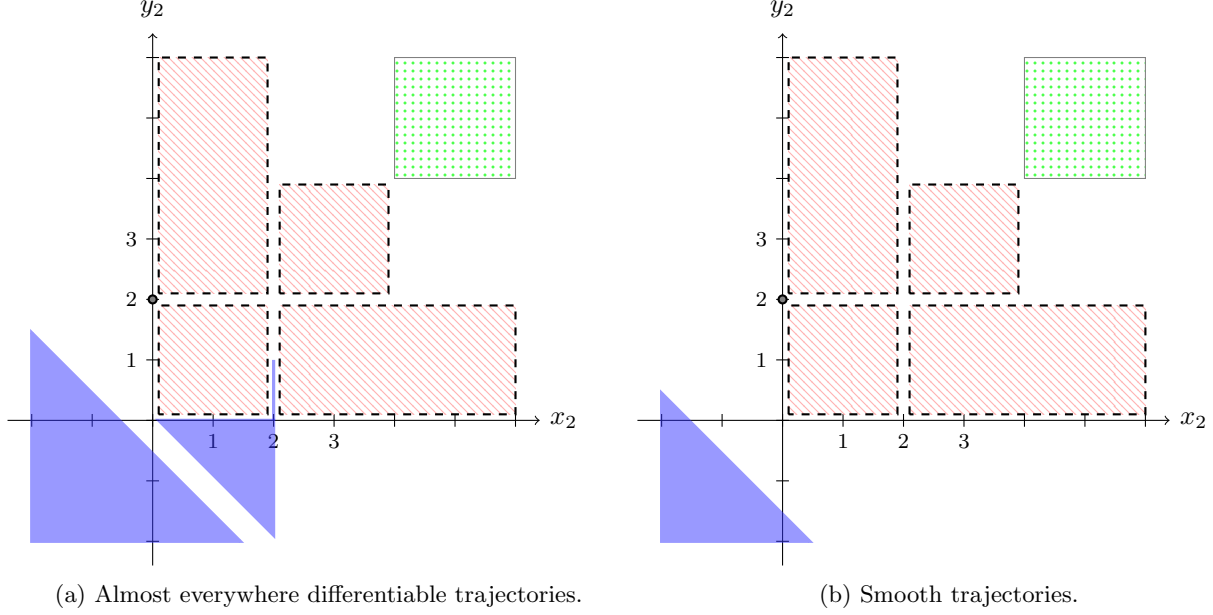 y₂
y₂
3
3
2
2
1
1
x₂
x₂
1
2
3
1
2
3
(a) Almost everywhere differentiable trajectories.
(b) Smooth trajectories.